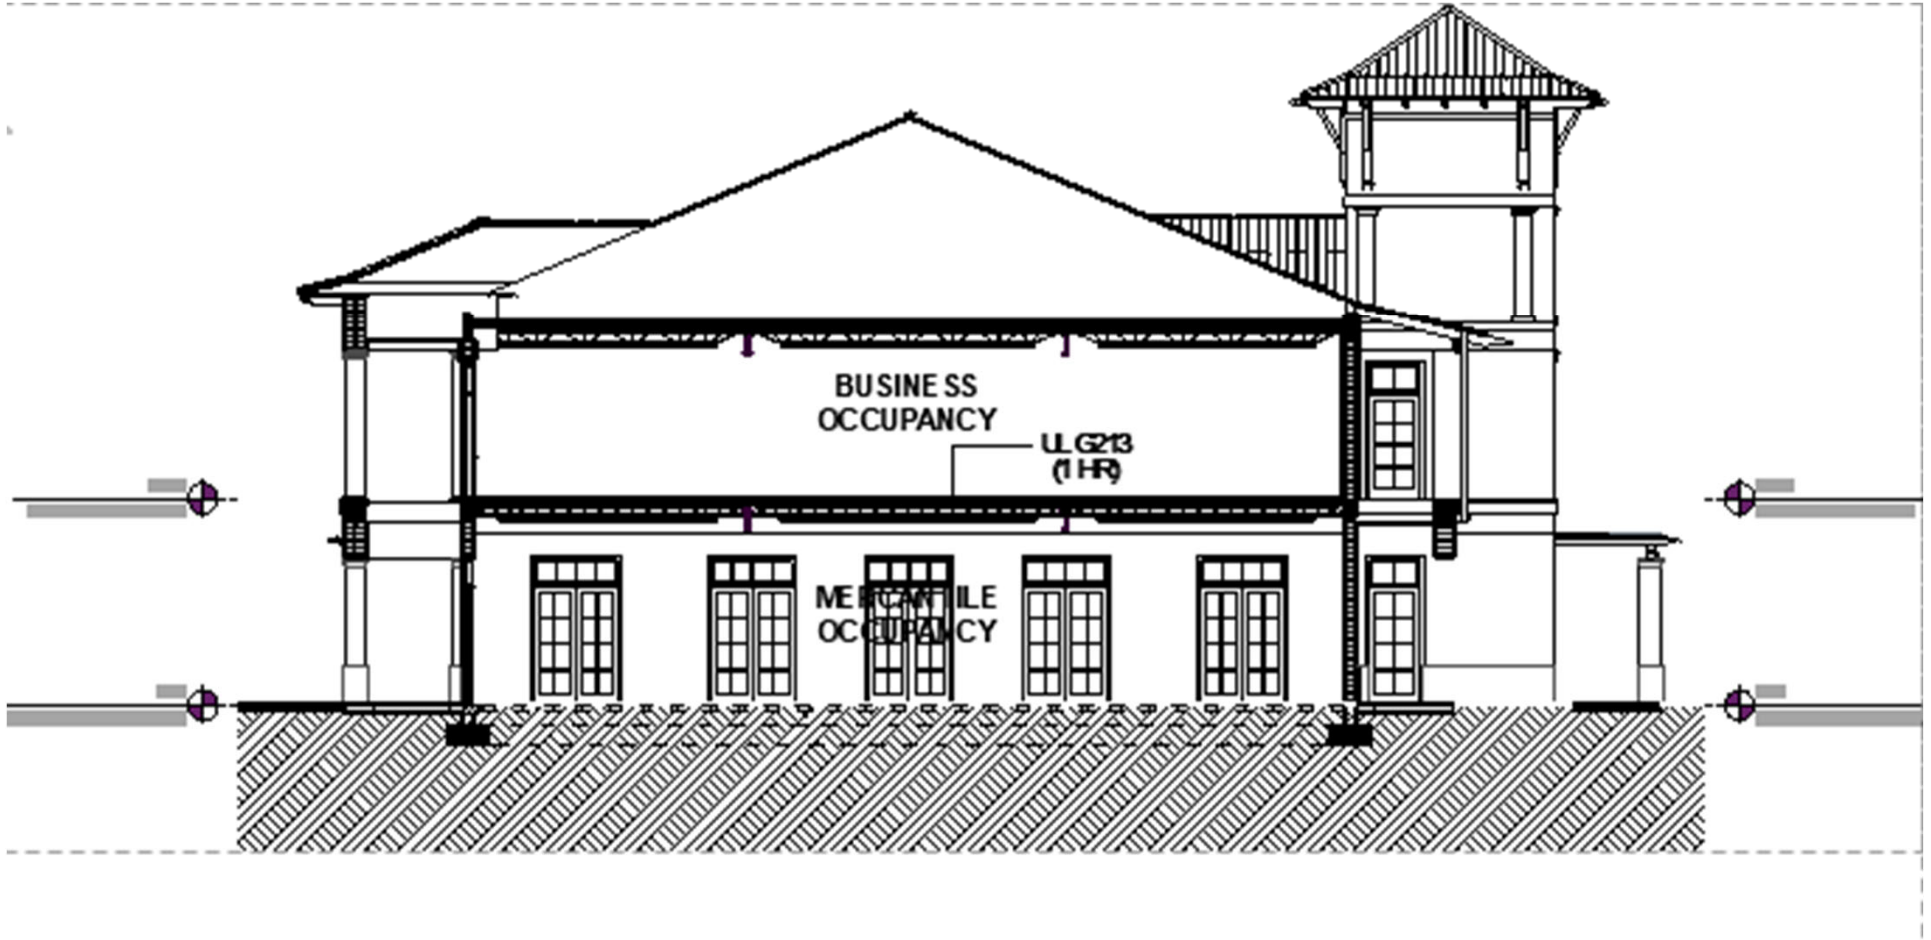 BUSINESS
OCCUPANCY
UL G213
(1 HR)
MERCANTILE
OCCUPANCY